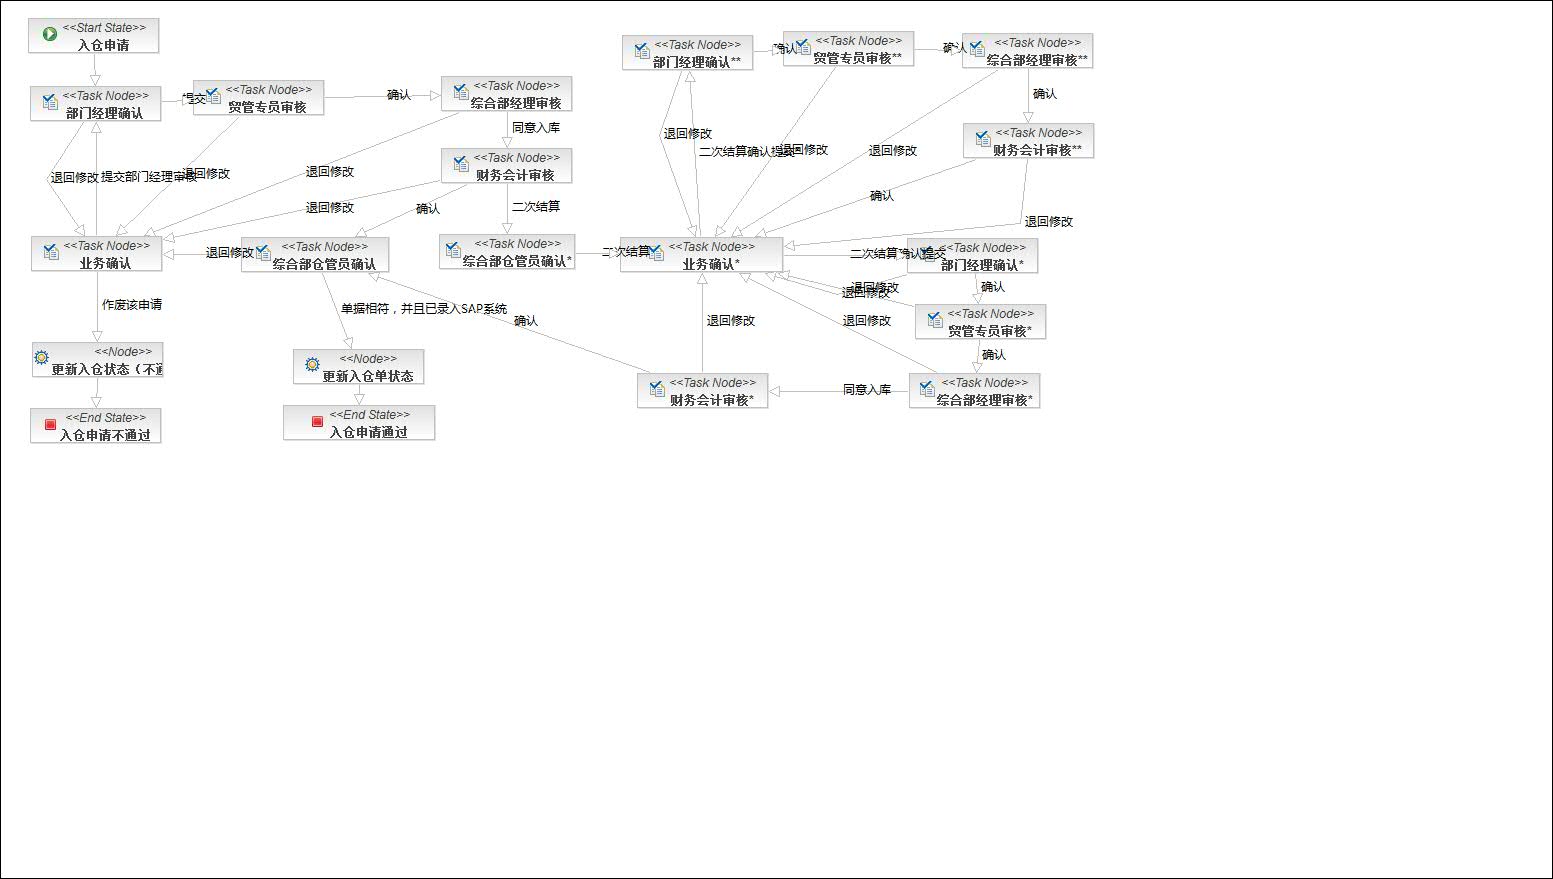 <<Start State>>
入仓申请
<<Task Node>>
部门经理确认
提交
<<Task Node>>
贸管专员审核
确认
<<Task Node>>
综合部经理审核
同意入库
<<Task Node>>
财务会计审核
退回修改
提交部门经理审核
退回修改
退回修改
退回修改
确认
二次结算
<<Task Node>>
业务确认
退回修改
<<Task Node>>
综合部仓管员确认
<<Task Node>>
综合部仓管员确认*
二次结算
作废该申请
单据相符，并且已录入SAP系统
确认
<<Node>>
更新入仓状态（不通
<<End State>>
入仓申请不通过
<<Node>>
更新入仓单状态
<<End State>>
入仓申请通过
<<Task Node>>
部门经理确认**
确认
<<Task Node>>
贸管专员审核**
确认
<<Task Node>>
综合部经理审核**
确认
<<Task Node>>
财务会计审核**
退回修改
二次结算确认提交
退回修改
退回修改
确认
退回修改
<<Task Node>>
业务确认*
二次结算确认提交
<<Task Node>>
部门经理确认*
退回修改
退回修改
确认
<<Task Node>>
贸管专员审核*
退回修改
退回修改
确认
<<Task Node>>
财务会计审核*
同意入库
<<Task Node>>
综合部经理审核*